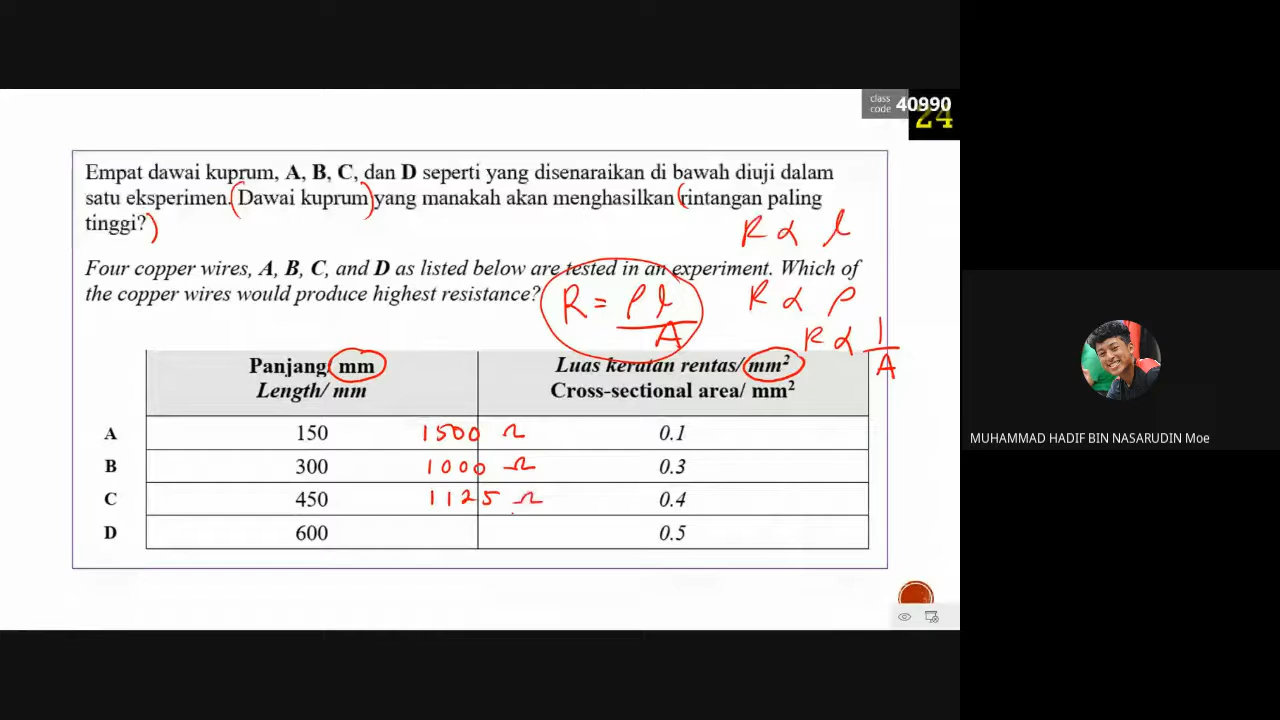 class code 40990
24
Empat dawai kuprum, A, B, C, dan D seperti yang disenaraikan di bawah diuji dalam
satu eksperimen. (Dawai kuprum) yang manakah akan menghasilkan (rintangan paling
tinggi?)
R ∝ l
Four copper wires, A, B, C, and D as listed below are tested in an experiment. Which of
the copper wires would produce highest resistance?
R = ρl/A
R ∝ ρ
R ∝ 1/A
Panjang/ mm Luas keratan rentas/ mm²
Length/ mm Cross-sectional area/ mm²
A 150 1500 Ω 0.1
B 300 1000 Ω 0.3
C 450 1125 Ω 0.4
D 600 0.5
MUHAMMAD HADIF BIN NASARUDIN Moe